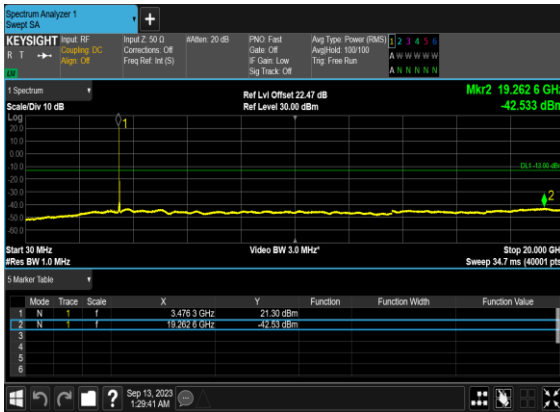 Spectrum Analyzer 1
Swept SA
+
KEYSIGHT
R T
Input: RF
Coupling: DC
Align: Off
Input Z: 50 Ω
Corrections: Off
Freq Ref: Int (S)
#Atten: 20 dB
PNO: Fast
Gate: Off
IF Gain: Low
Sig Track: Off
Avg Type: Power (RMS)
Avg|Hold: 100/100
Trig: Free Run
1 2 3 4 5 6
A W W W W W
A N N N N N
1 Spectrum
Scale/Div 10 dB
Ref Lvl Offset 22.47 dB
Ref Level 30.00 dBm
Mkr2 19.262 6 GHz
-42.533 dBm
Log
20.0
10.0
0.00
-10.0
-20.0
-30.0
-40.0
-50.0
-60.0
1
DL1 -13.00 dBm
2
Start 30 MHz
#Res BW 1.0 MHz
Video BW 3.0 MHz*
Stop 20.000 GHz
Sweep 34.7 ms (40001 pts)
5 Marker Table
Mode Trace Scale X Y Function Function Width Function Value
1 N 1 f 3.476 3 GHz 21.30 dBm
2 N 1 f 19.262 6 GHz -42.53 dBm
3
4
5
6
?
Sep 13, 2023
1:29:41 AM